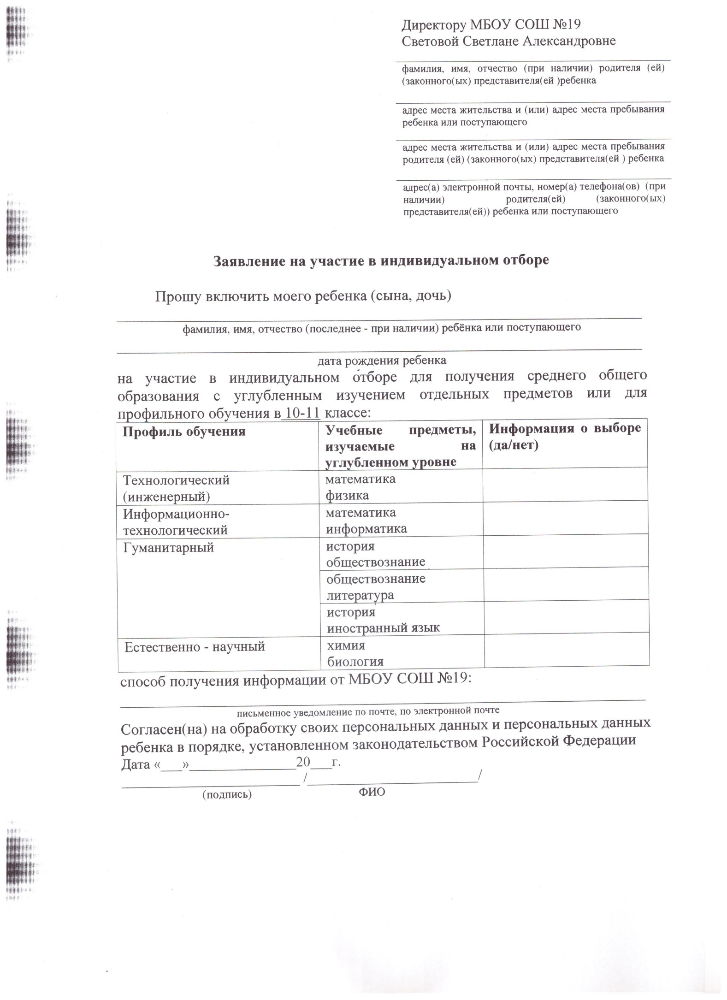 Директору МБОУ СОШ №19
Световой Светлане Александровне
фамилия, имя, отчество (при наличии) родителя (ей)
(законного(ых) представителя(ей )ребенка
адрес места жительства и (или) адрес места пребывания
ребенка или поступающего
адрес места жительства и (или) адрес места пребывания
родителя (ей) (законного(ых) представителя(ей ) ребенка
адрес(а) электронной почты, номер(а) телефона(ов) (при
наличии) родителя(ей) (законного(ых)
представителя(ей)) ребенка или поступающего
Заявление на участие в индивидуальном отборе
Прошу включить моего ребенка (сына, дочь)
фамилия, имя, отчество (последнее - при наличии) ребёнка или поступающего
дата рождения ребенка
на участие в индивидуальном отборе для получения среднего общего
образования с углубленным изучением отдельных предметов или для
профильного обучения в 10-11 классе:
Профиль обучения
Учебные предметы,
изучаемые на
углубленном уровне
Информация о выборе
(да/нет)
Технологический
(инженерный)
математика
физика
Информационно-
технологический
математика
информатика
Гуманитарный
история
обществознание
обществознание
литература
история
иностранный язык
Естественно - научный
химия
биология
способ получения информации от МБОУ СОШ №19:
письменное уведомление по почте, по электронной почте
Согласен(на) на обработку своих персональных данных и персональных данных
ребенка в порядке, установленном законодательством Российской Федерации
Дата «___»_______________20___г.
_________________________ /________________________/
(подпись) ФИО